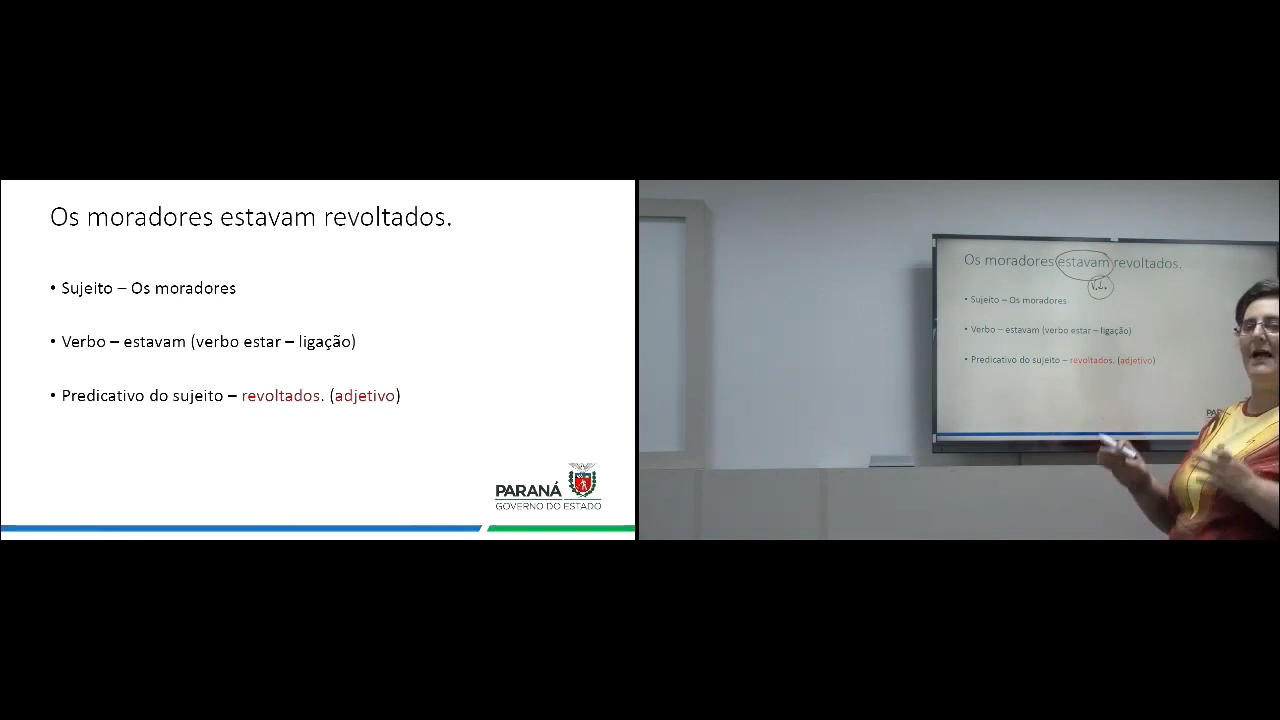 Os moradores estavam revoltados.
• Sujeito – Os moradores
• Verbo – estavam (verbo estar – ligação)
• Predicativo do sujeito – revoltados. (adjetivo)
PARANÁ
GOVERNO DO ESTADO
Os moradores estavam revoltados.
V.L.
• Sujeito – Os moradores
• Verbo – estavam (verbo estar – ligação)
• Predicativo do sujeito – revoltados. (adjetivo)